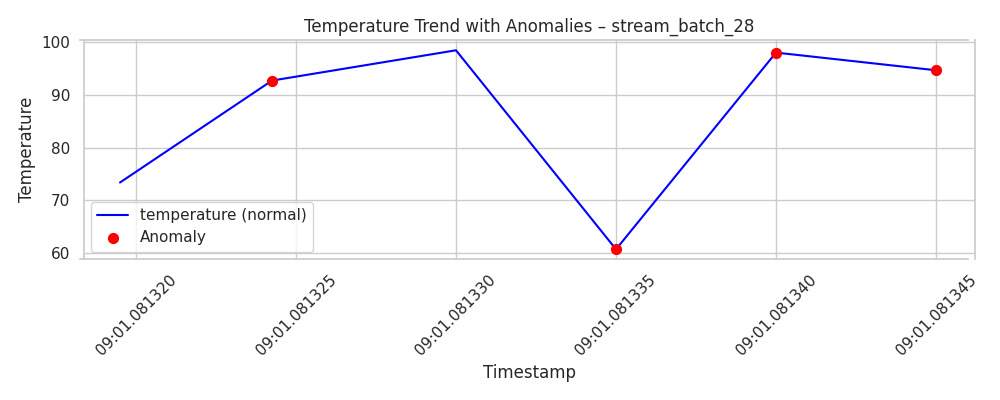 Temperature Trend with Anomalies – stream_batch_28
Temperature
100
90
80
70
60
temperature (normal)
Anomaly
09:01.081320
09:01.081325
09:01.081330
09:01.081335
09:01.081340
09:01.081345
Timestamp